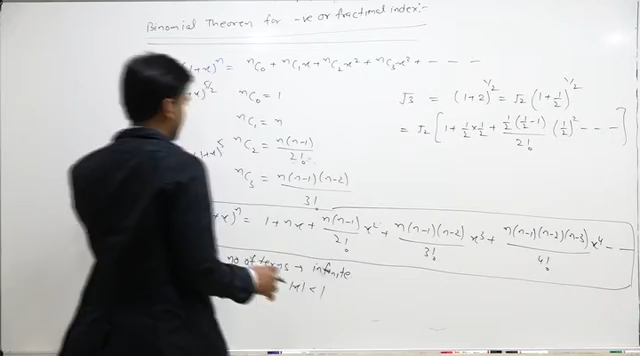 Binomial Theorem for -ve or fractional index:-
(1+x)ⁿ = ⁿC₀ + ⁿC₁x + ⁿC₂x² + ⁿC₃x³ + - - -
+x)^5/2
ⁿC₀ = 1
ⁿC₁ = n
1+x)^5
ⁿC₂ = n(n-1)/2!
ⁿC₃ = n(n-1)(n-2)/3!
√3 = (1+2)^1/2 = √2 (1+1/2)^1/2
= √2 [1 + 1/2 × 1/2 + 1/2(1/2-1)/2! (1/2)² - - - ]
+x)ⁿ = 1 + nx + n(n-1)/2! x² + n(n-1)(n-2)/3! x³ + n(n-1)(n-2)(n-3)/4! x⁴ - -
no of terms → infinite
|x| < 1